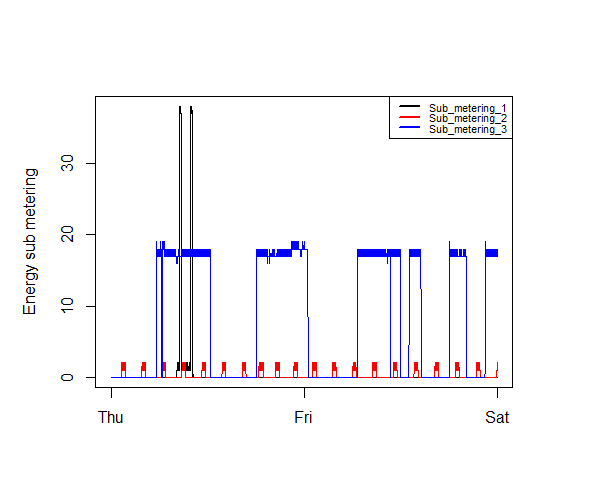 Sub_metering_1
Sub_metering_2
Sub_metering_3
Energy sub metering
30
20
10
0
Thu Fri Sat